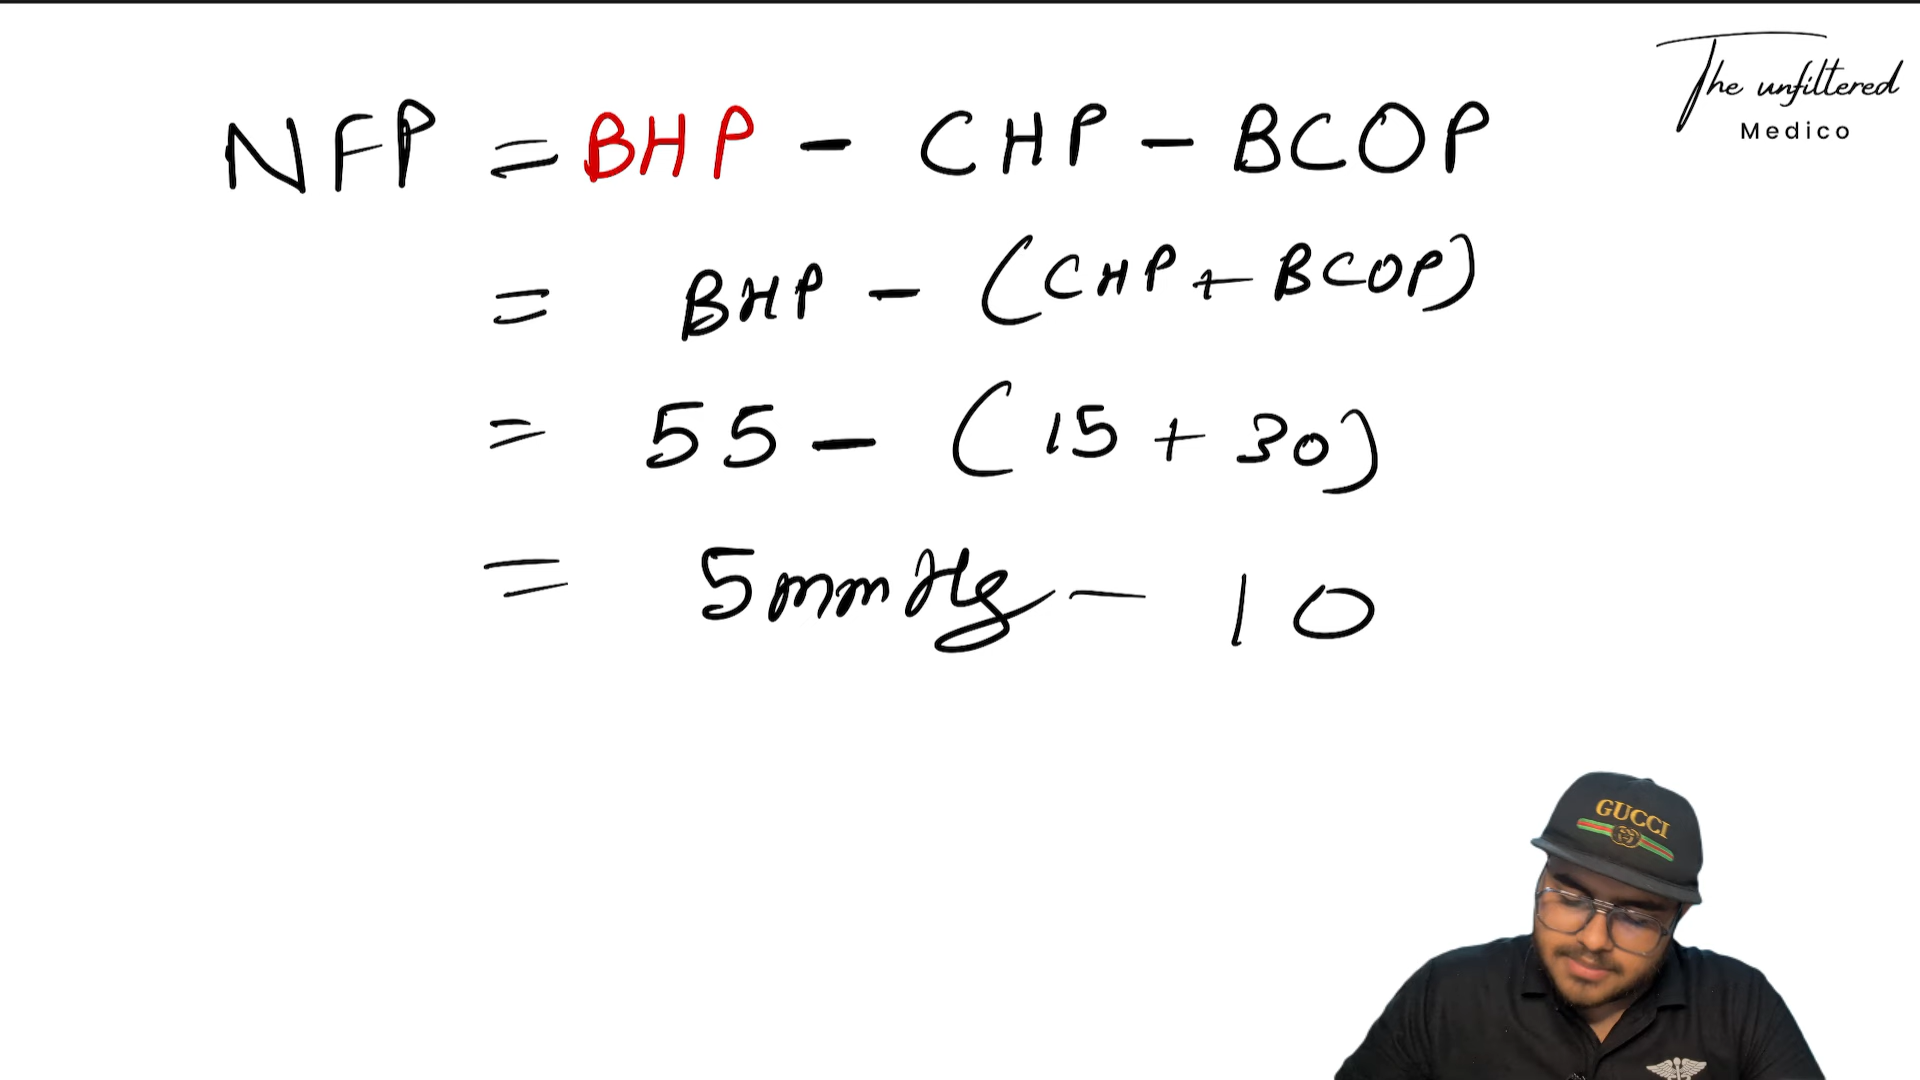 The unfiltered
Medico
NFP = BHP - CHP - BCOP
= BHP - (CHP + BCOP)
= 55 - (15 + 30)
= 5mmHg - 10
GUCCI